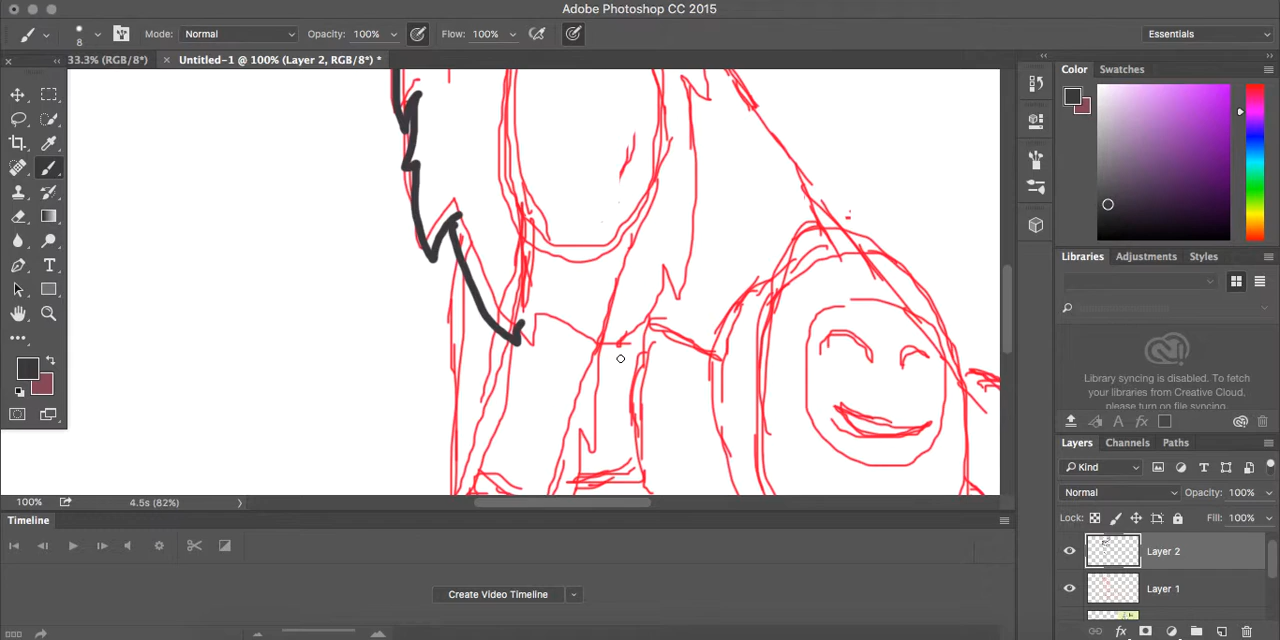 Adobe Photoshop CC 2015
8 Mode: Normal Opacity: 100% Flow: 100% Essentials
33.3% (RGB/8*) × Untitled-1 @ 100% (Layer 2, RGB/8*) *
Color Swatches
Libraries Adjustments Styles
Library syncing is disabled. To fetch
your libraries from Creative Cloud,
please turn on file syncing.
Layers Channels Paths
Kind
Normal Opacity: 100%
Lock: Fill: 100%
Layer 2
Layer 1
100% 4.5s (82%)
Timeline
Create Video Timeline